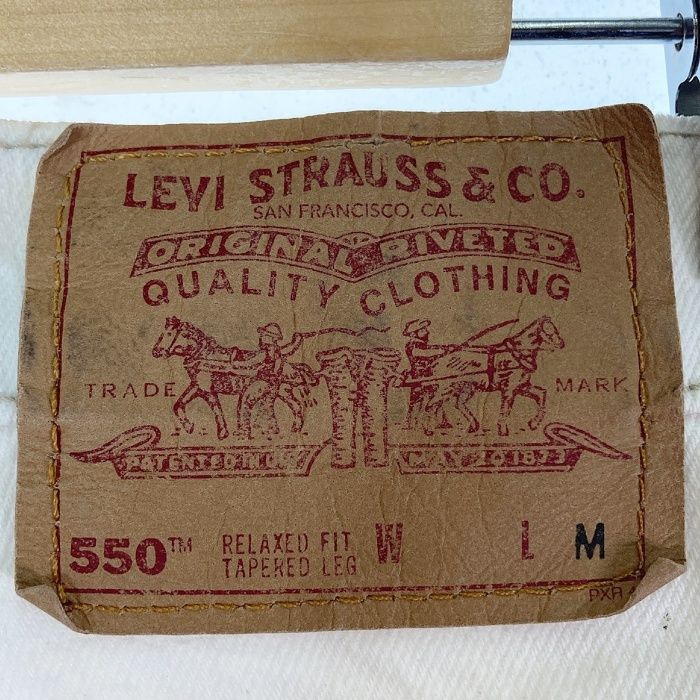 LEVI STRAUSS & CO.
SAN FRANCISCO, CAL.
ORIGINAL RIVETED
QUALITY CLOTHING
TRADE MARK
PATENTED IN U.S. MAY 20 1873
550™ RELAXED FIT W L M
TAPERED LEG
PXR